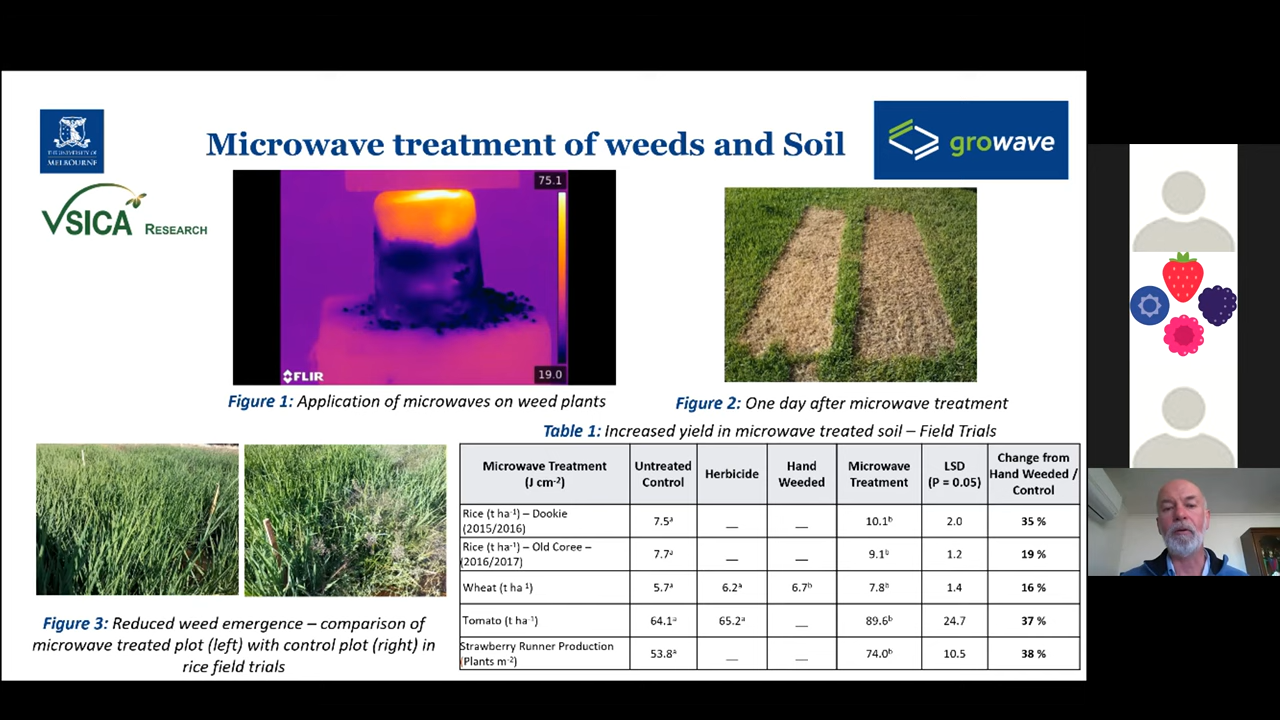 THE UNIVERSITY OF
MELBOURNE
VSICA RESEARCH
Microwave treatment of weeds and Soil
growave
75.1
FLIR
19.0
Figure 1: Application of microwaves on weed plants
Figure 2: One day after microwave treatment
Figure 3: Reduced weed emergence – comparison of
microwave treated plot (left) with control plot (right) in
rice field trials
Table 1: Increased yield in microwave treated soil – Field Trials
Microwave Treatment (J cm-2) Untreated Control Herbicide Hand Weeded Microwave Treatment LSD (P = 0.05) Change from Hand Weeded / Control
Rice (t ha-1) – Dookie (2015/2016) 7.5a __ __ 10.1b 2.0 35 %
Rice (t ha-1) – Old Coree – (2016/2017) 7.7a __ __ 9.1b 1.2 19 %
Wheat (t ha-1) 5.7a 6.2a 6.7b 7.8b 1.4 16 %
Tomato (t ha-1) 64.1a 65.2a __ 89.6b 24.7 37 %
Strawberry Runner Production (Plants m-2) 53.8a __ __ 74.0b 10.5 38 %